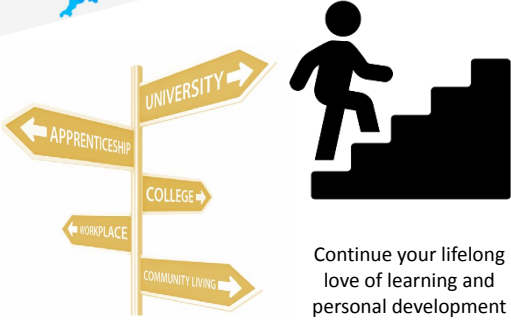 UNIVERSITY
APPRENTICESHIP
COLLEGE
WORKPLACE
COMMUNITY LIVING
Continue your lifelong
love of learning and
personal development